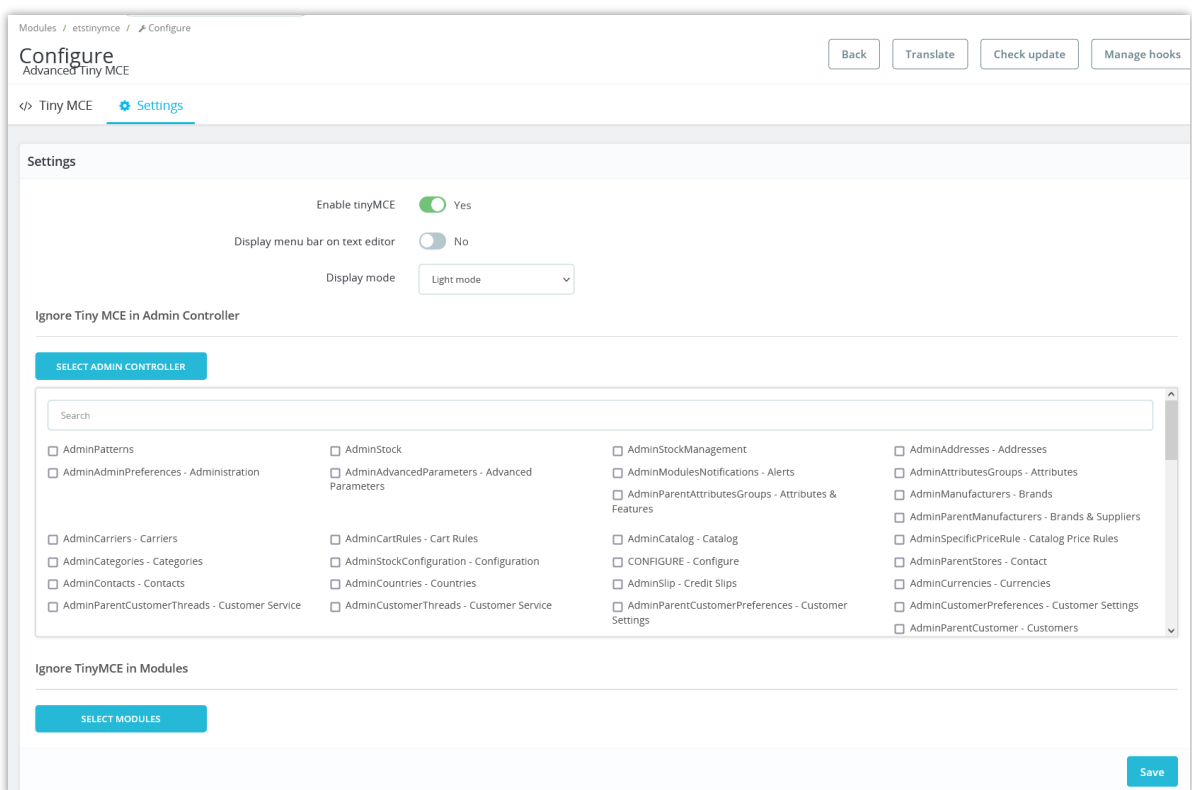 Modules / etstinymce / Configure
Configure
Advanced Tiny MCE
Back
Translate
Check update
Manage hooks
Tiny MCE
Settings
Settings
Enable tinyMCE
Yes
Display menu bar on text editor
No
Display mode
Light mode
Ignore Tiny MCE in Admin Controller
SELECT ADMIN CONTROLLER
Search
AdminPatterns
AdminStock
AdminStockManagement
AdminAddresses - Addresses
AdminAdminPreferences - Administration
AdminAdvancedParameters - Advanced
Parameters
AdminModulesNotifications - Alerts
AdminAttributesGroups - Attributes
AdminParentAttributesGroups - Attributes &
Features
AdminManufacturers - Brands
AdminParentManufacturers - Brands & Suppliers
AdminCarriers - Carriers
AdminCartRules - Cart Rules
AdminCatalog - Catalog
AdminSpecificPriceRule - Catalog Price Rules
AdminCategories - Categories
AdminStockConfiguration - Configuration
CONFIGURE - Configure
AdminParentStores - Contact
AdminContacts - Contacts
AdminCountries - Countries
AdminSlip - Credit Slips
AdminCurrencies - Currencies
AdminParentCustomerThreads - Customer Service
AdminCustomerThreads - Customer Service
AdminParentCustomerPreferences - Customer
Settings
AdminCustomerPreferences - Customer Settings
AdminParentCustomer - Customers
Ignore TinyMCE in Modules
SELECT MODULES
Save